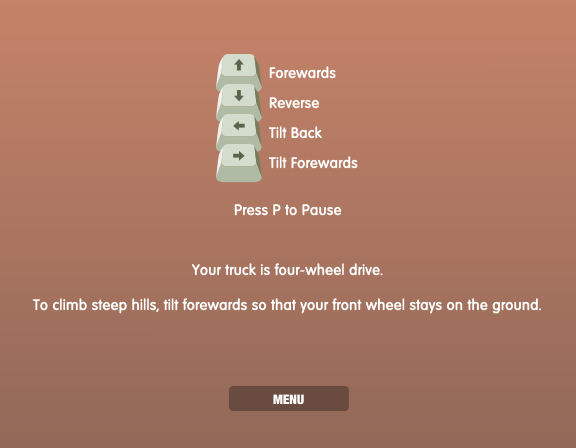 Forewards
Reverse
Tilt Back
Tilt Forewards
Press P to Pause
Your truck is four-wheel drive.
To climb steep hills, tilt forewards so that your front wheel stays on the ground.
MENU